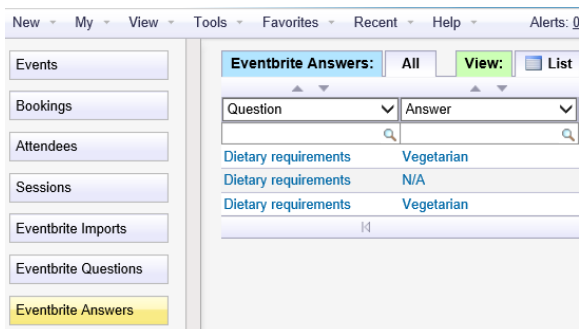 New My View Tools Favorites Recent Help Alerts: 0
Events
Bookings
Attendees
Sessions
Eventbrite Imports
Eventbrite Questions
Eventbrite Answers
Eventbrite Answers: All View: List
Question Answer
Dietary requirements Vegetarian
Dietary requirements N/A
Dietary requirements Vegetarian